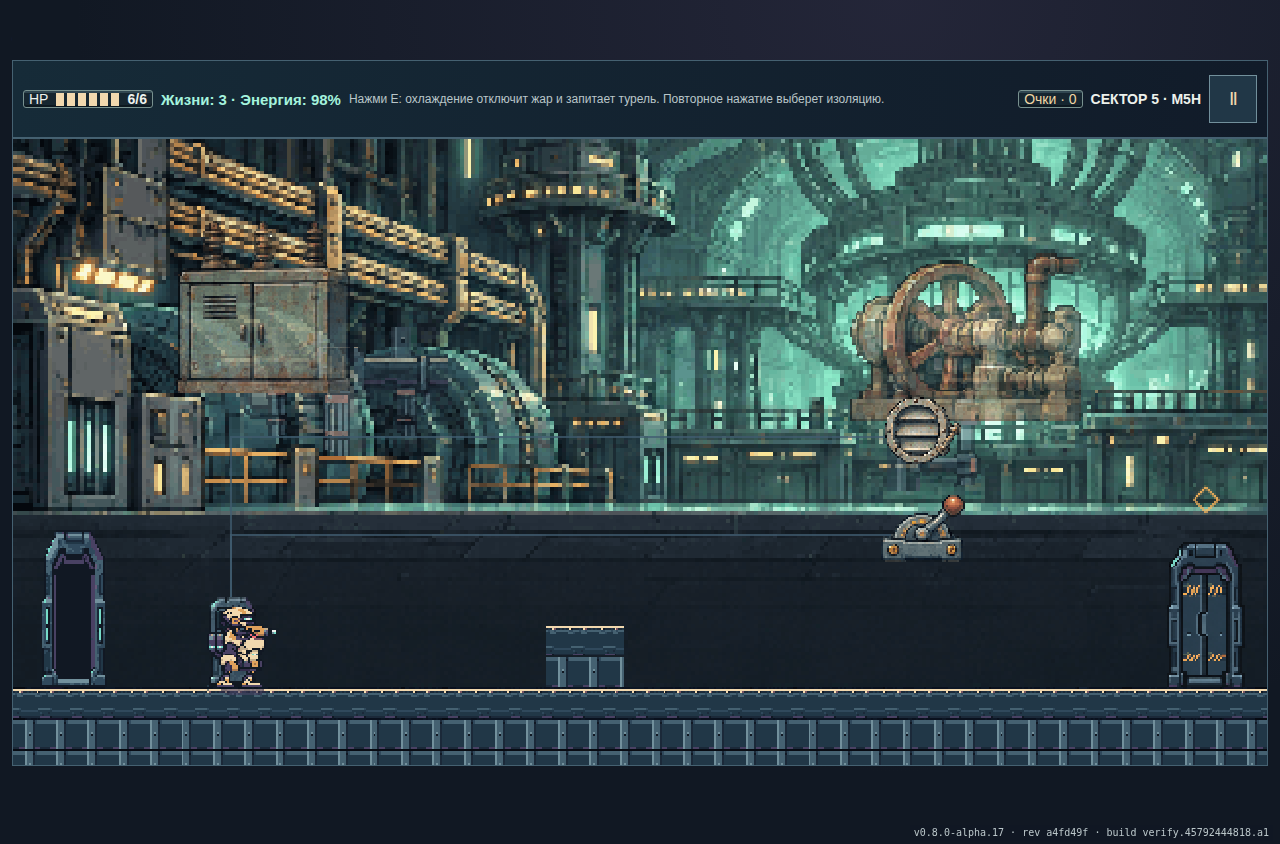 HP 6/6 Жизни: 3 · Энергия: 98% Нажми E: охлаждение отключит жар и запитает турель. Повторное нажатие выберет изоляцию. Очки · 0 СЕКТОР 5 · M5H II
v0.8.0-alpha.17 · rev a4fd49f · build verify.45792444818.a1